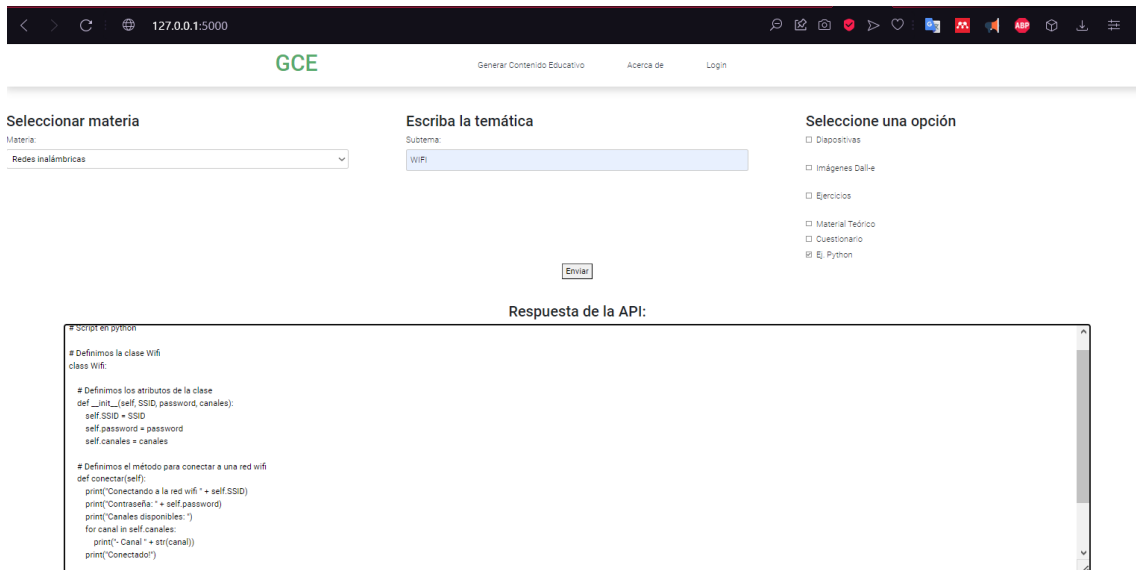 127.0.0.1:5000
ABP
GCE
Generar Contenido Educativo
Acerca de
Login
Seleccionar materia
Materia:
Redes inalámbricas
Escriba la temática
Subtema:
WIFI
Seleccione una opción
Diapositivas
Imágenes Dall-e
Ejercicios
Material Teórico
Cuestionario
Ej. Python
Enviar
Respuesta de la API:
# Script en python
# Definimos la clase Wifi
class Wifi:
# Definimos los atributos de la clase
def __init__(self, SSID, password, canales):
self.SSID = SSID
self.password = password
self.canales = canales
# Definimos el método para conectar a una red wifi
def conectar(self):
print("Conectando a la red wifi " + self.SSID)
print("Contraseña: " + self.password)
print("Canales disponibles: ")
for canal in self.canales:
print("- Canal " + str(canal))
print("Conectado!")